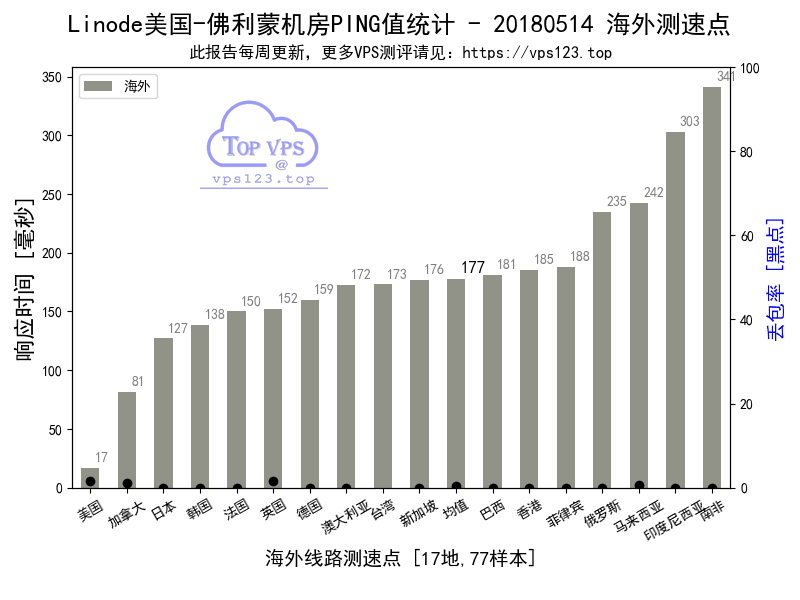 Linode美国-佛利蒙机房PING值统计 - 20180514 海外测速点
此报告每周更新, 更多VPS测评请见: https://vps123.top
海外
Top VPS
@
vps123.top
响应时间 [毫秒]
350
300
250
200
150
100
50
0
17
81
127
138
150
152
159
172
173
176
177
181
185
188
235
242
303
341
100
80
60
40
20
0
丢包率 [黑点]
美国
加拿大
日本
韩国
法国
英国
德国
澳大利亚
台湾
新加坡
均值
巴西
香港
菲律宾
俄罗斯
马来西亚
印度尼西亚
南非
海外线路测速点 [17地,77样本]